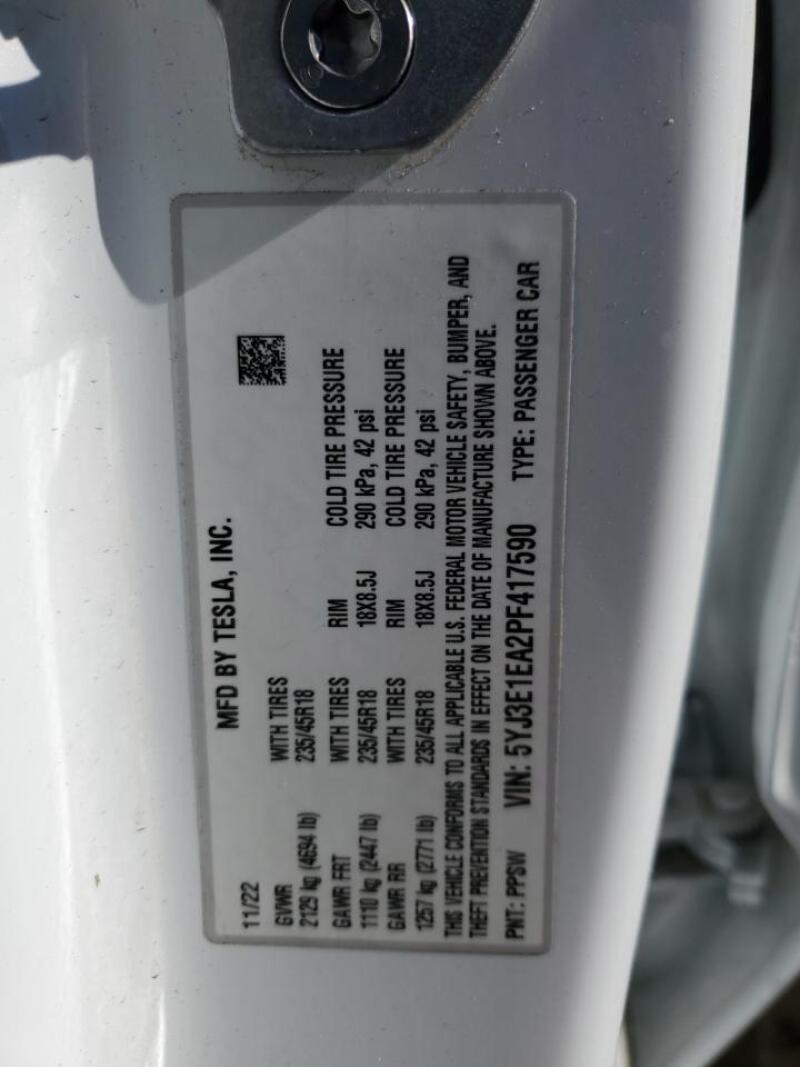 MFD BY TESLA, INC.
11/22
GVWR WITH TIRES
2129 kg (4694 lb) 235/45R18
GAWR FRT WITH TIRES RIM COLD TIRE PRESSURE
1110 kg (2447 lb) 235/45R18 18X8.5J 290 kPa, 42 psi
GAWR RR WITH TIRES RIM COLD TIRE PRESSURE
1257 kg (2771 lb) 235/45R18 18X8.5J 290 kPa, 42 psi
THIS VEHICLE CONFORMS TO ALL APPLICABLE U.S. FEDERAL MOTOR VEHICLE SAFETY, BUMPER, AND
THEFT PREVENTION STANDARDS IN EFFECT ON THE DATE OF MANUFACTURE SHOWN ABOVE.
PNT: PPSW VIN: 5YJ3E1EA2PF417590 TYPE: PASSENGER CAR